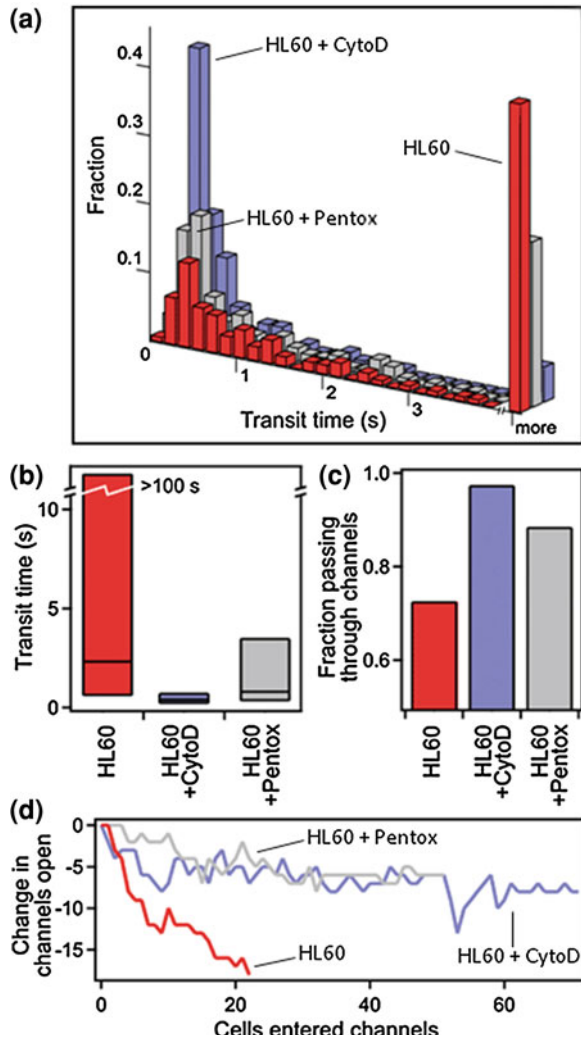 (a)
HL60 + CytoD
HL60
HL60 + Pentox
Fraction
0.4
0.3
0.2
0.1
0
1
2
3
more
Transit time (s)
(b)
>100 s
Transit time (s)
10
5
0
HL60
HL60
+CytoD
HL60
+Pentox
(c)
Fraction passing
through channels
1.0
0.8
0.6
HL60
HL60
+CytoD
HL60
+Pentox
(d)
Change in
channels open
0
-5
-10
-15
HL60 + Pentox
HL60
HL60 + CytoD
0
20
40
60
Cells entered channels